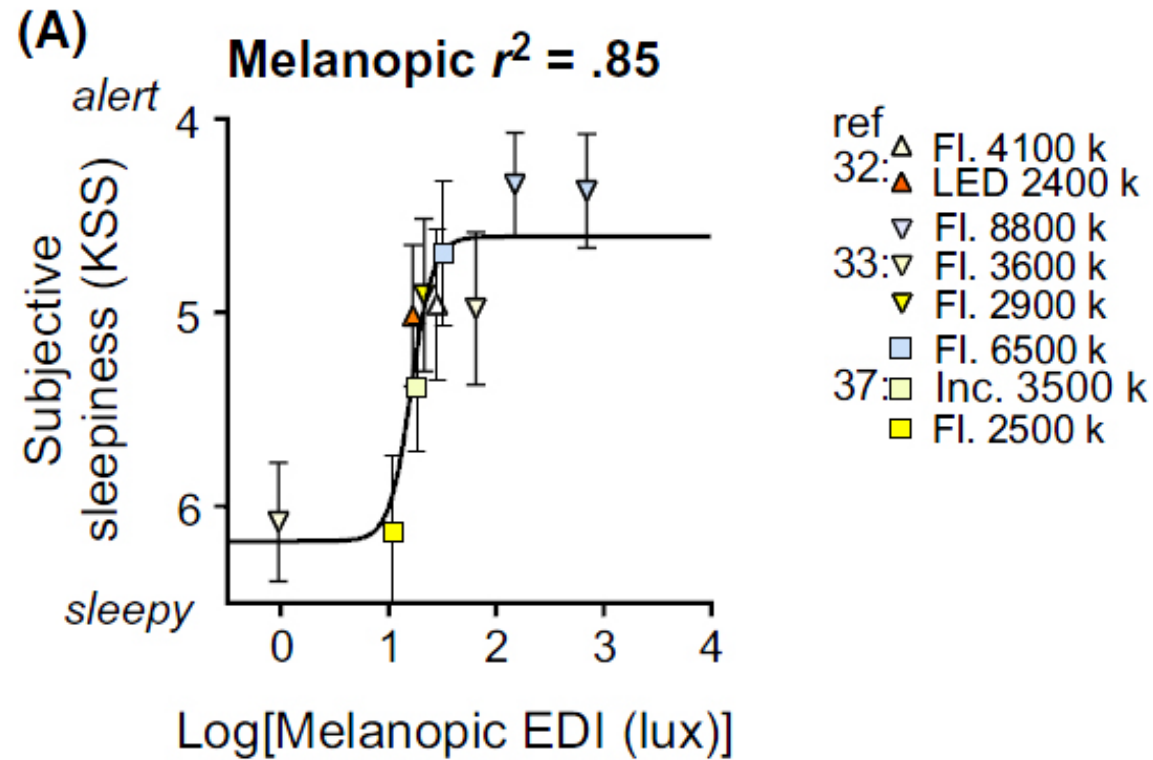 (A)
Melanopic r² = .85
alert
4
5
6
sleepy
Subjective
sleepiness (KSS)
0 1 2 3 4
Log[Melanopic EDI (lux)]
ref
32:
Fl. 4100 k
LED 2400 k
Fl. 8800 k
33:
Fl. 3600 k
Fl. 2900 k
Fl. 6500 k
37:
Inc. 3500 k
Fl. 2500 k